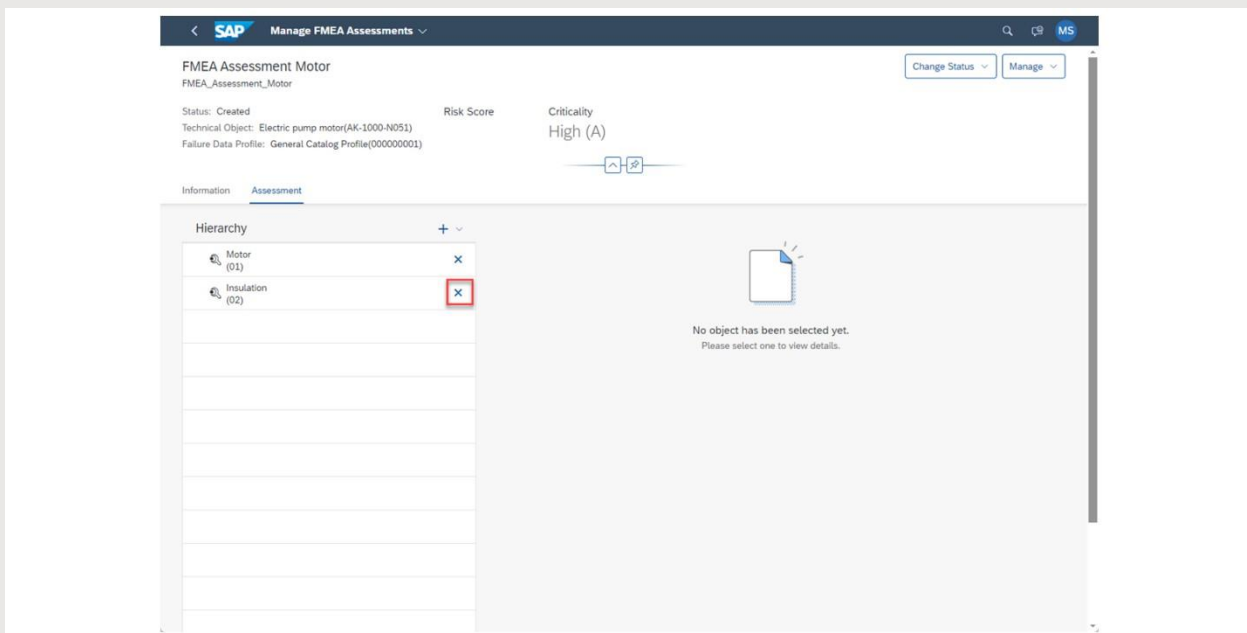 SAP Manage FMEA Assessments MS
FMEA Assessment Motor
Change Status Manage
FMEA_Assessment_Motor
Status: Created Risk Score Criticality
Technical Object: Electric pump motor(AK-1000-N051) High (A)
Failure Data Profile: General Catalog Profile(000000001)
Information Assessment
Hierarchy
Motor
(01)
Insulation
(02)
No object has been selected yet.
Please select one to view details.